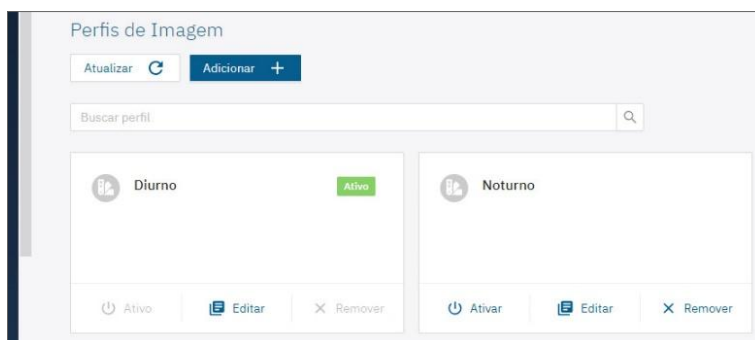 Perfis de Imagem
Atualizar Adicionar
Buscar perfil
Diurno Ativo Noturno
Ativo Editar Remover Ativar Editar Remover